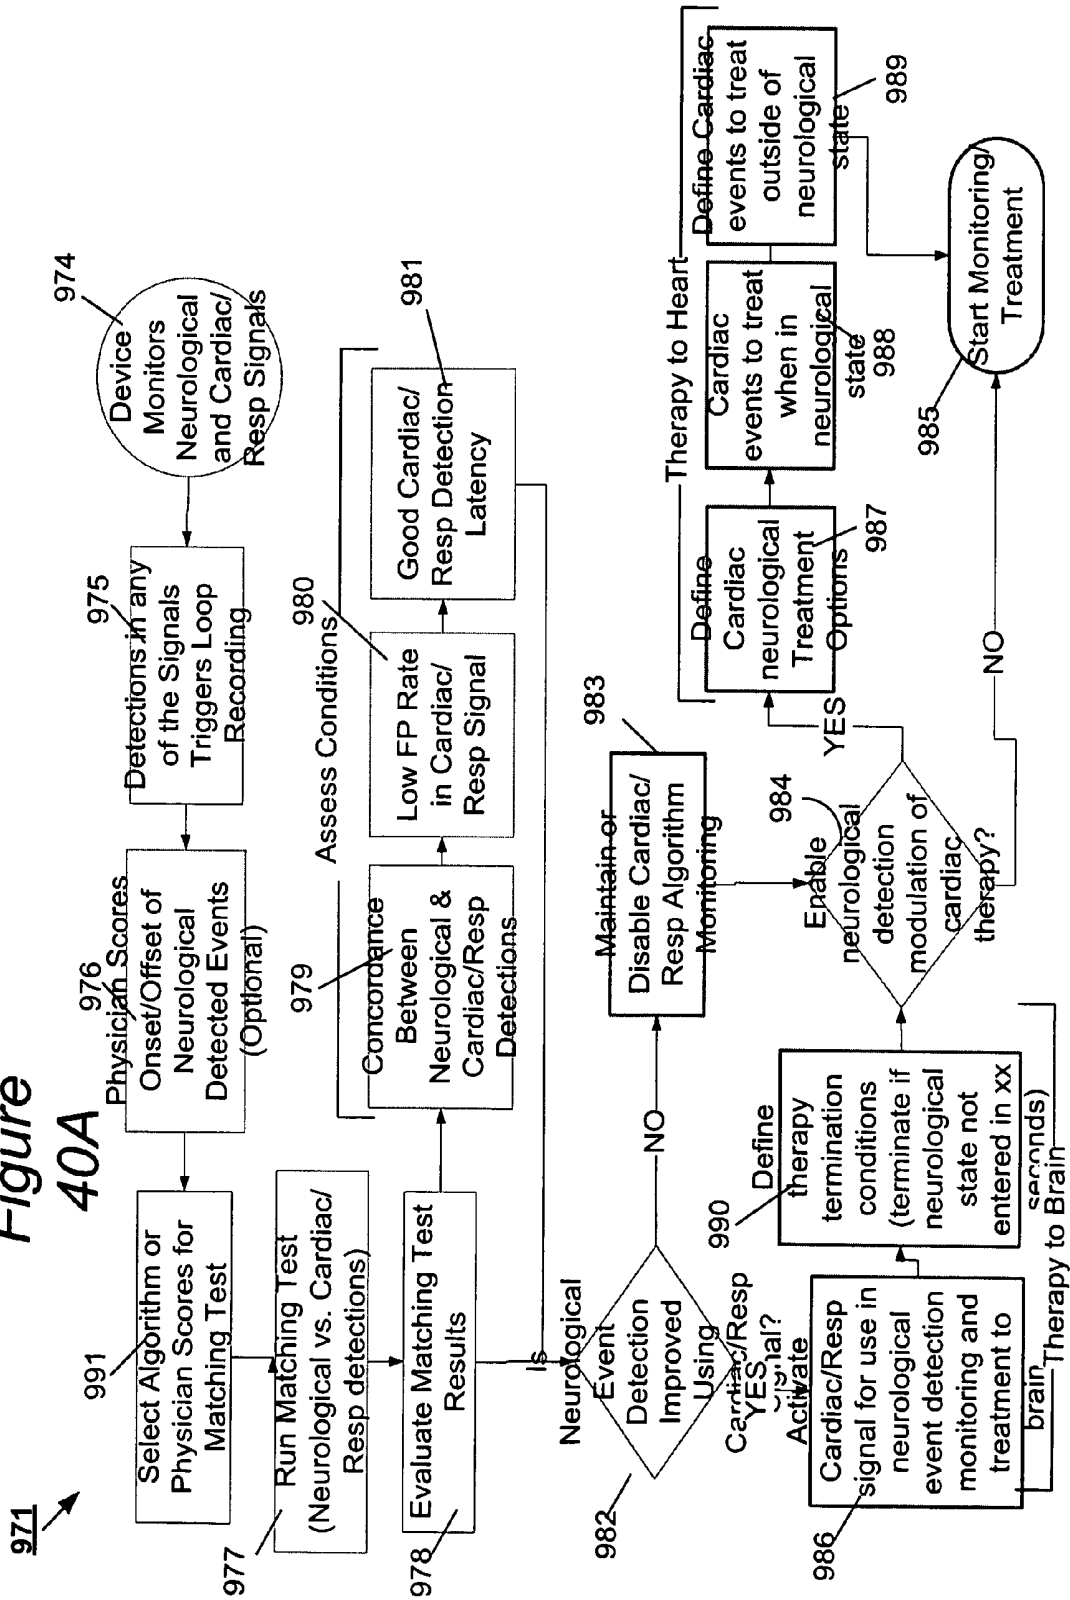 Figure
40A
971
974
Device
Monitors
Neurological
and Cardiac/
Resp Signals
975
Detections in any
of the Signals
Triggers Loop
Recording
976
Physician Scores
Onset/Offset of
Neurological
Detected Events
(Optional)
991
Select Algorithm or
Physician Scores for
Matching Test
977
Run Matching Test
(Neurological vs. Cardiac/
Resp detections)
978
Evaluate Matching Test
Results
Assess Conditions
979
Concordance
Between
Neurological &
Cardiac/Resp
Detections
980
Low FP Rate
in Cardiac/
Resp Signal
981
Good Cardiac/
Resp Detection
Latency
982
Is
Neurological
Event
Detection
Improved
Using
Cardiac/Resp
Signal?
NO
983
Maintain or
Disable Cardiac/
Resp Algorithm
Monitoring
YES
986
Activate
Cardiac/Resp
signal for use in
neurological
event detection
monitoring and
treatment to
brain
990
Define
therapy
termination
conditions
(terminate if
neurological
state not
entered in xx
seconds)
Therapy to Brain
984
Enable
neurological
detection
modulation of
cardiac
therapy?
YES
NO
Therapy to Heart
987
Define
Cardiac
neurological
Treatment
Options
988
Cardiac
events to treat
when in
neurological
state
989
Define Cardiac
events to treat
outside of
neurological
state
985
Start Monitoring/
Treatment